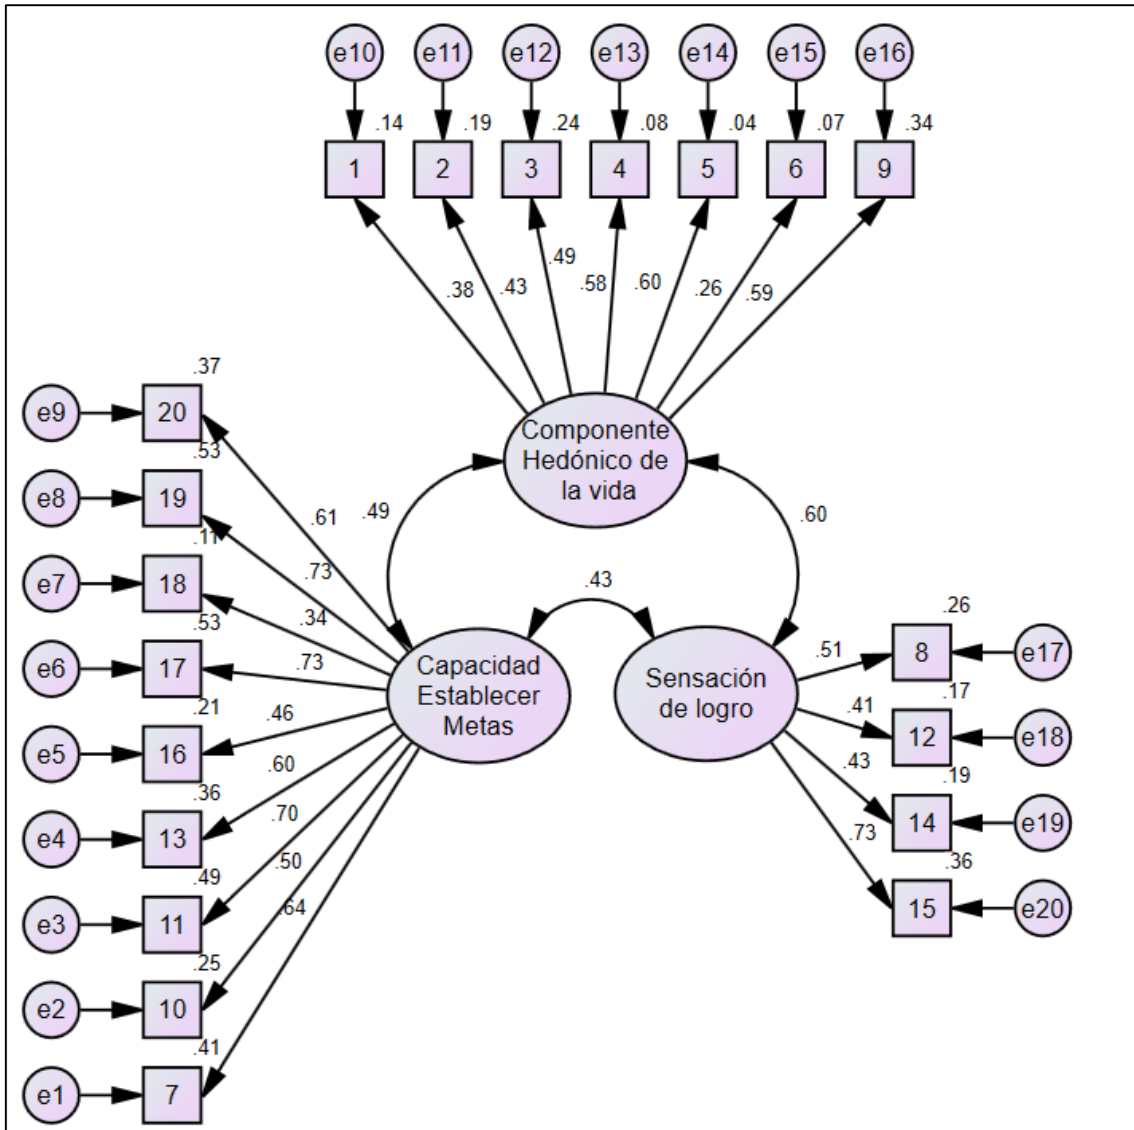 e10 e11 e12 e13 e14 e15 e16
.14 .19 .24 .08 .04 .07 .34
1 2 3 4 5 6 9
.38 .43 .49 .58 .60 .26 .59
Componente
Hedónico de
la vida
.49
.60
.43
.37
e9 20
.53
e8 19
.11
e7 18
.53
e6 17
.21
e5 16
.36
e4 13
.49
e3 11
.25
e2 10
.41
e1 7
.61
.73
.34
.73
.46
.60
.70
.50
.64
Capacidad
Establecer
Metas
Sensación
de logro
.51
.41
.43
.73
.26
8 e17
.17
12 e18
.19
14 e19
.36
15 e20